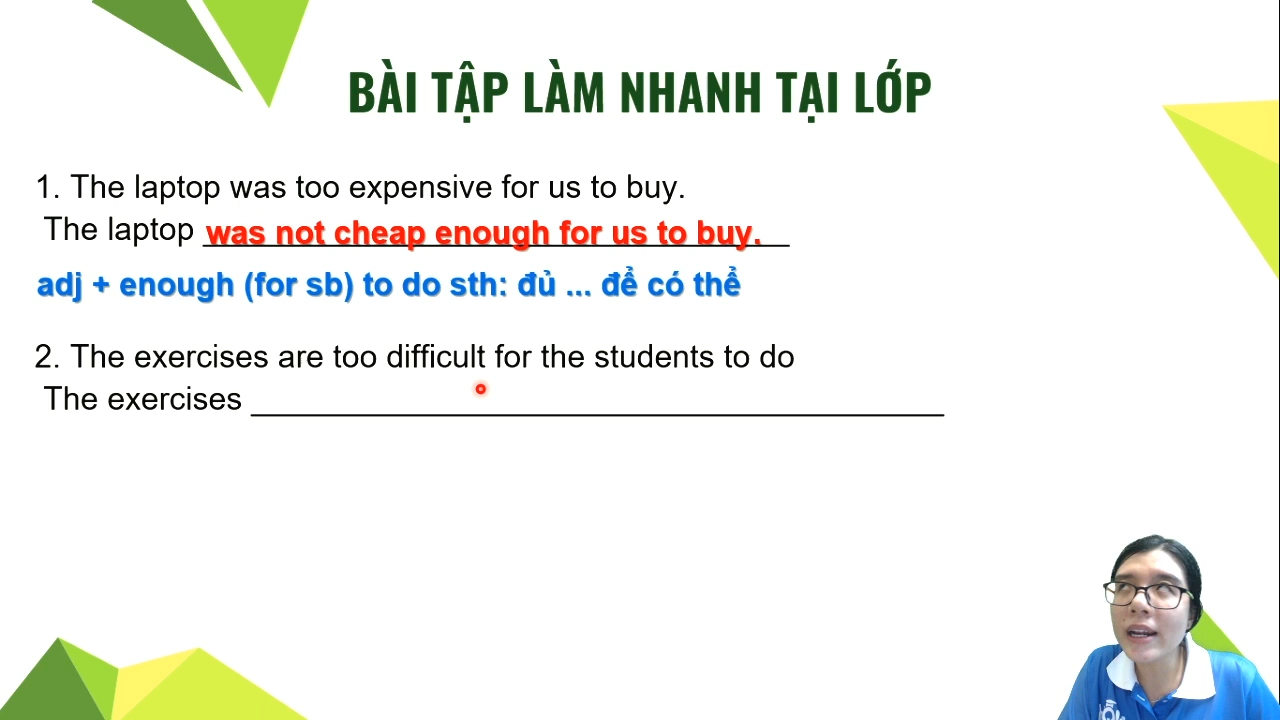 BÀI TẬP LÀM NHANH TẠI LỚP
1. The laptop was too expensive for us to buy.
The laptop was not cheap enough for us to buy.
adj + enough (for sb) to do sth: đủ ... để có thể
2. The exercises are too difficult for the students to do
The exercises ____________________